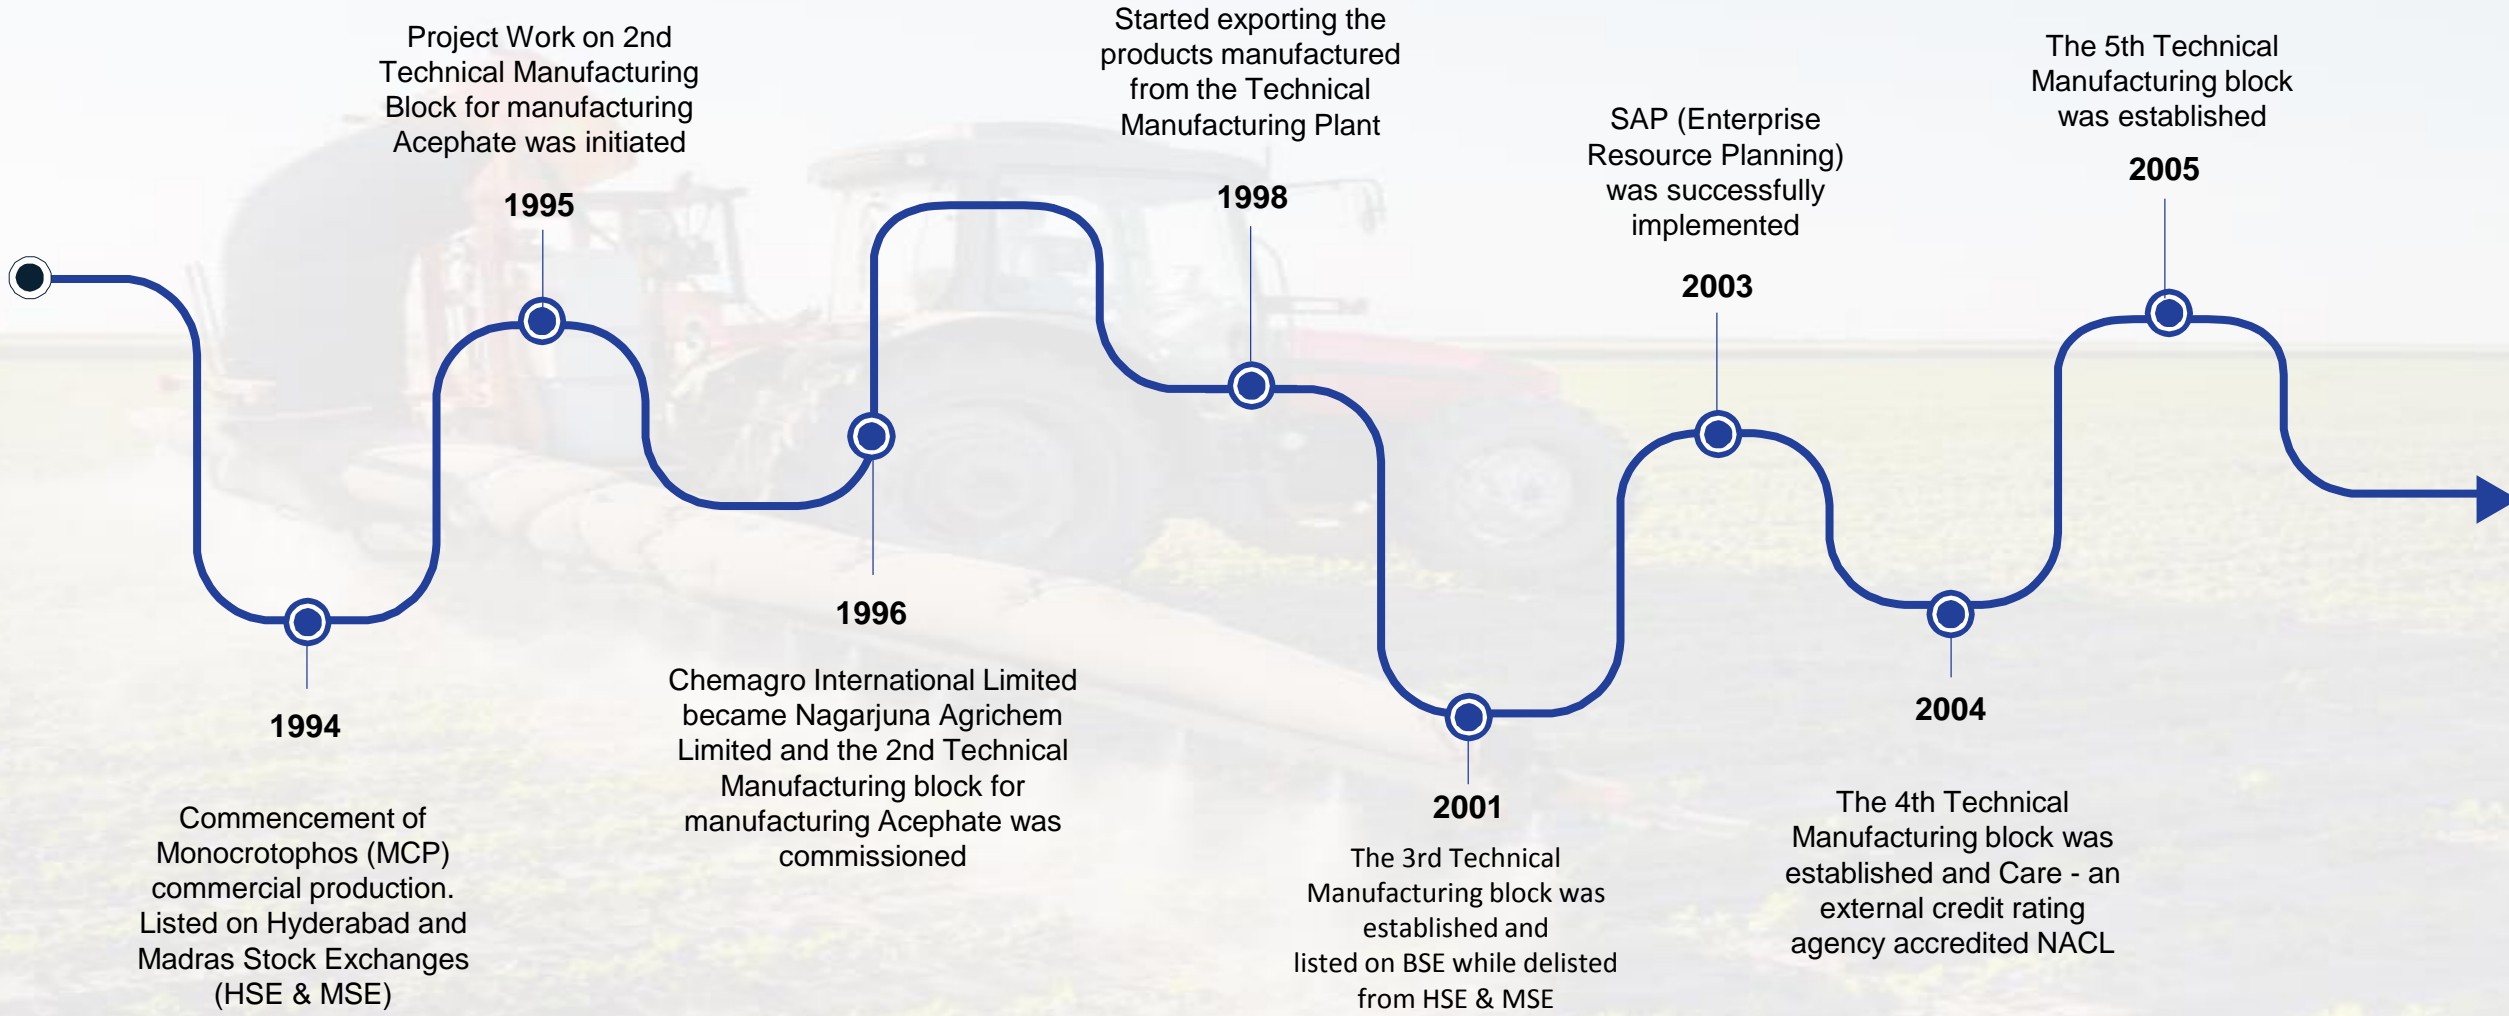 1994
Commencement of
Monocrotophos (MCP)
commercial production.
Listed on Hyderabad and
Madras Stock Exchanges
(HSE & MSE)
Project Work on 2nd
Technical Manufacturing
Block for manufacturing
Acephate was initiated
1995
1996
Chemagro International Limited
became Nagarjuna Agrichem
Limited and the 2nd Technical
Manufacturing block for
manufacturing Acephate was
commissioned
Started exporting the
products manufactured
from the Technical
Manufacturing Plant
1998
2001
The 3rd Technical
Manufacturing block was
established and
listed on BSE while delisted
from HSE & MSE
SAP (Enterprise
Resource Planning)
was successfully
implemented
2003
2004
The 4th Technical
Manufacturing block was
established and Care - an
external credit rating
agency accredited NACL
The 5th Technical
Manufacturing block
was established
2005